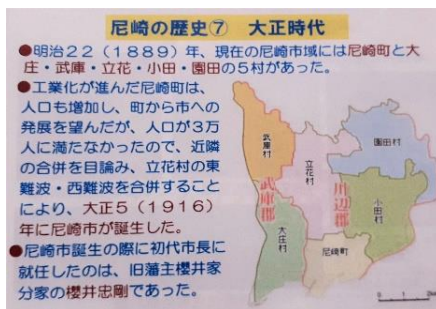 尼崎の歴史⑦　大正時代
●明治２２（1889）年、現在の尼崎市域には尼崎町と大
庄・武庫・立花・小田・園田の５村があった。
●工業化が進んだ尼崎町は、
人口も増加し、町から市への
発展を望んだが、人口が３万
人に満たなかったので、近隣
の合併を目論み、立花村の東
難波・西難波を合併すること
により、大正５（1916）
年に尼崎市が誕生した。
●尼崎市誕生の際に初代市長に
就任したのは、旧藩主櫻井家
分家の櫻井忠剛であった。
武庫村
園田村
立花村
武庫郡
川辺郡
小田村
大庄村
尼崎町
0 1 2km